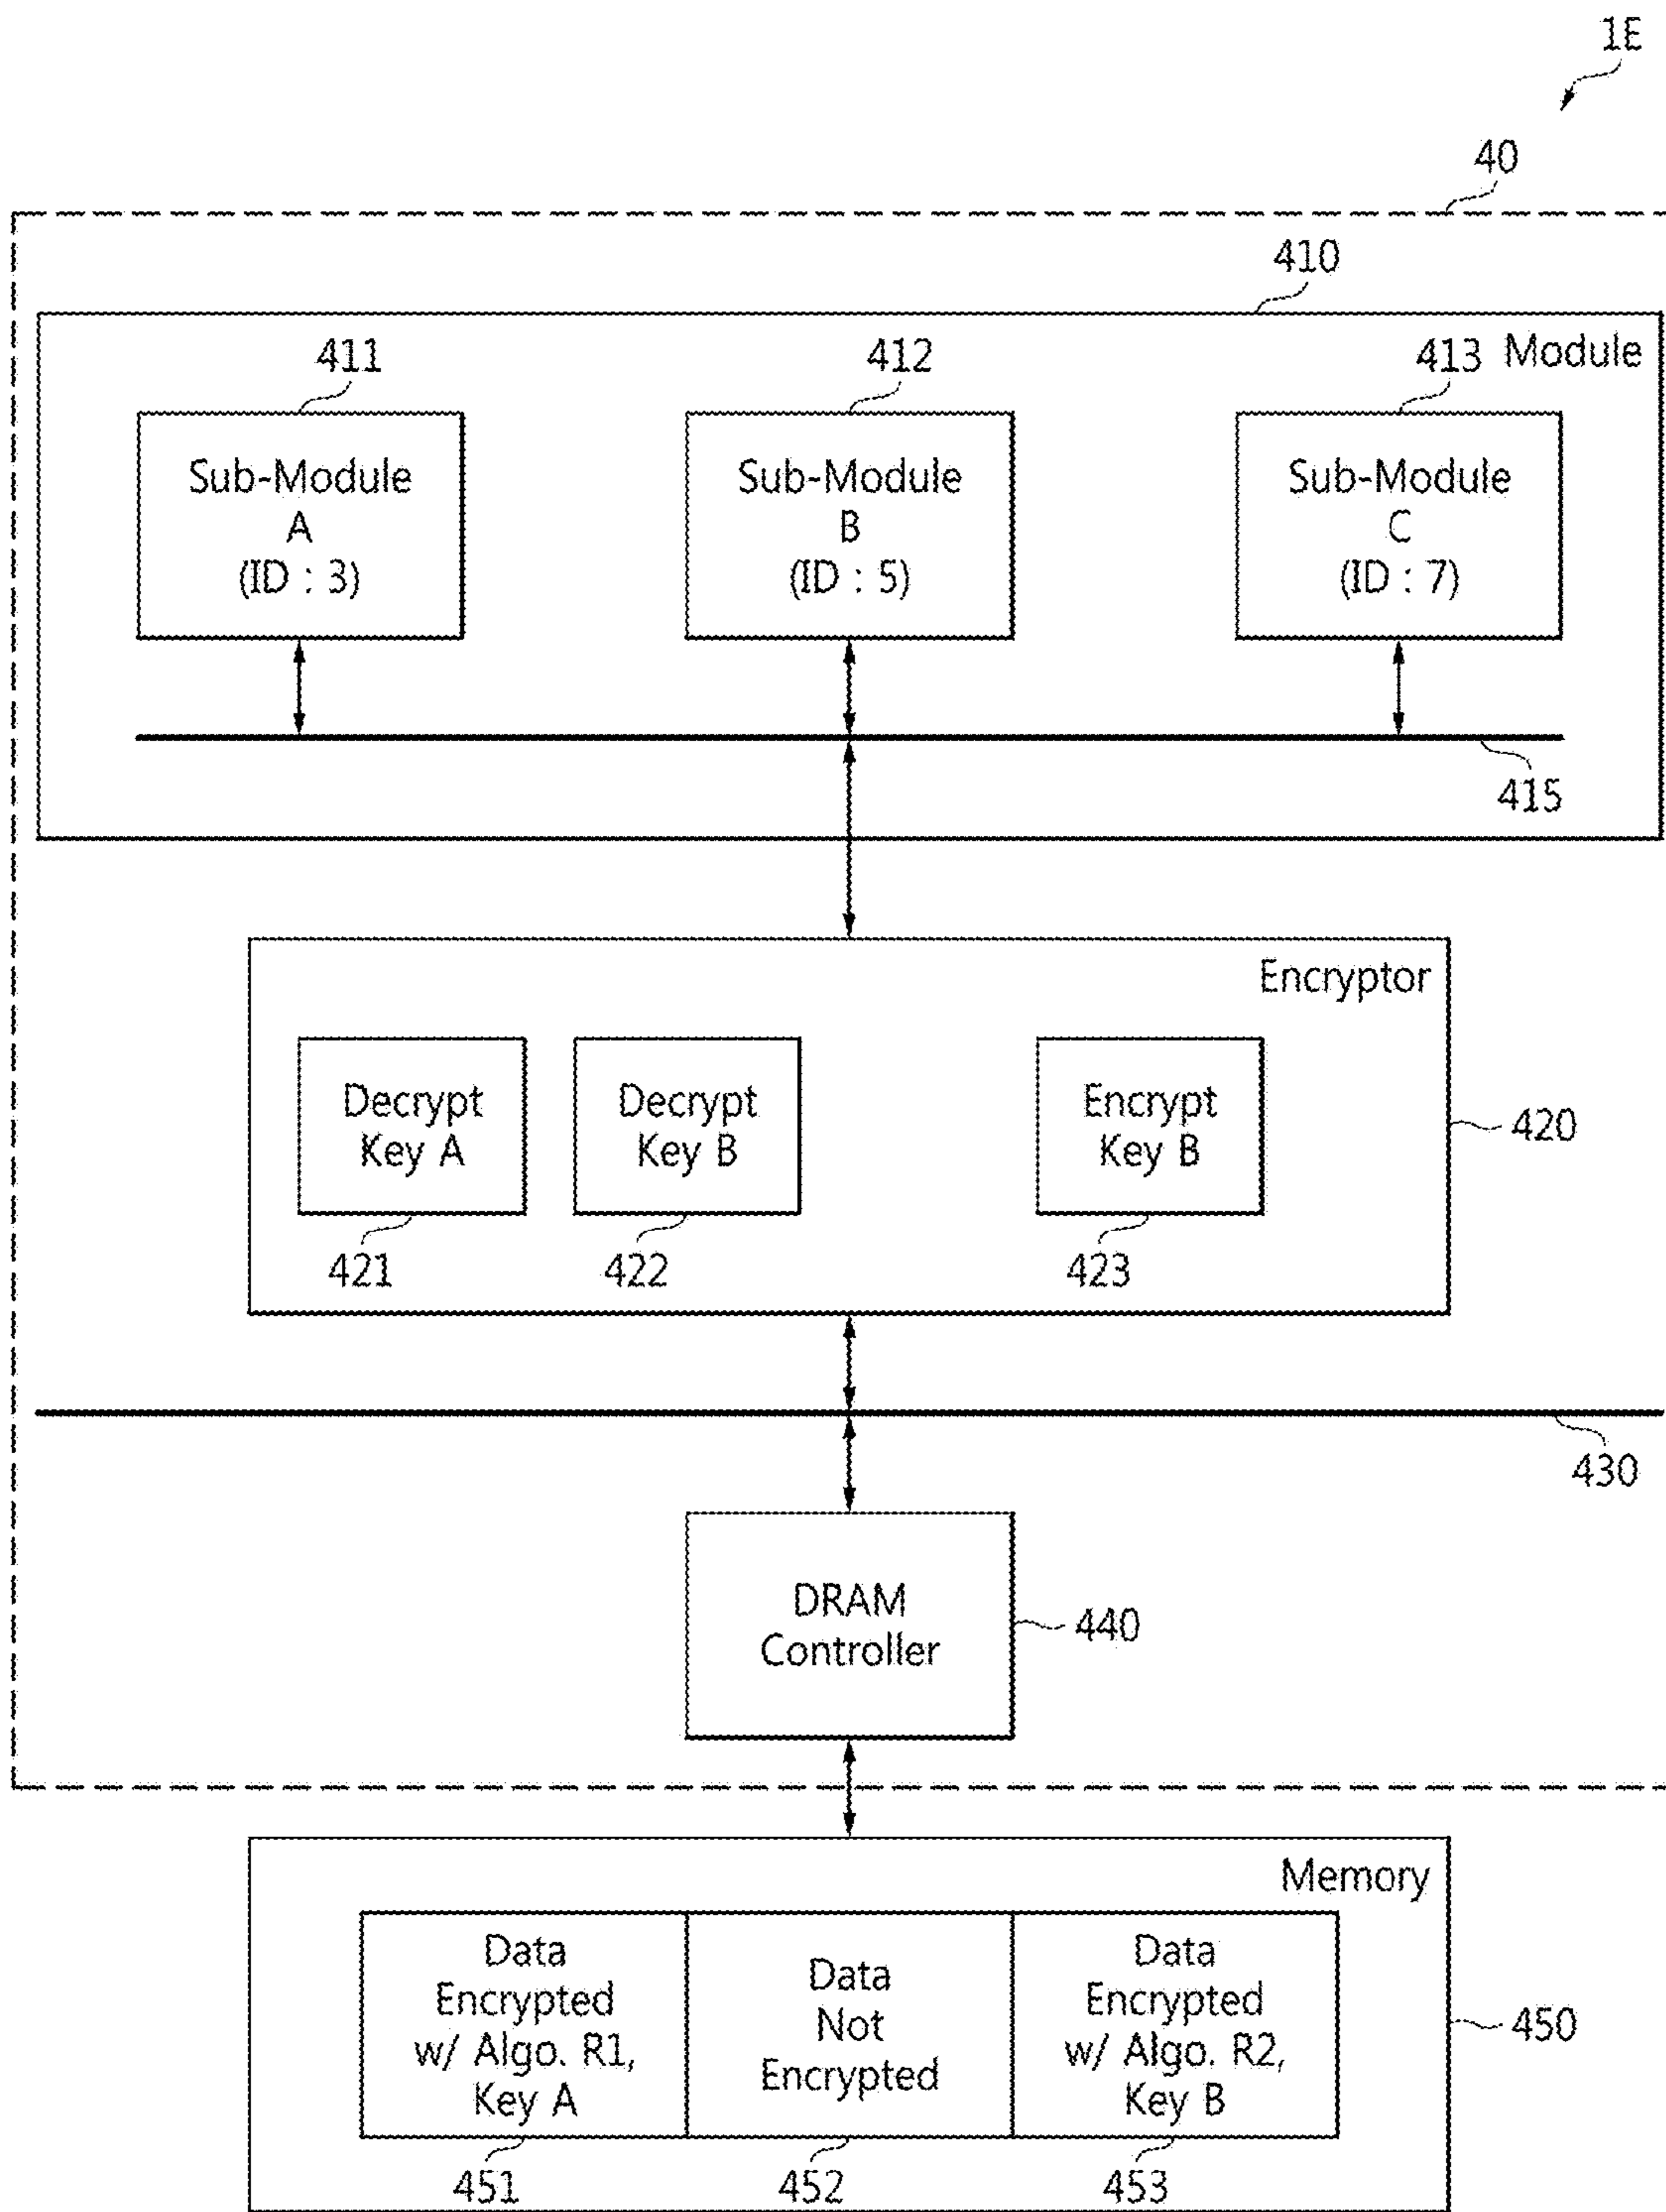 1E
40
410
Module
411
412
413
Sub-Module
A
(ID : 3)
Sub-Module
B
(ID : 5)
Sub-Module
C
(ID : 7)
415
Encryptor
Decrypt
Key A
Decrypt
Key B
Encrypt
Key B
420
421
422
423
430
DRAM
Controller
440
Memory
Data
Encrypted
w/ Algo. R1,
Key A
Data
Not
Encrypted
Data
Encrypted
w/ Algo. R2,
Key B
450
451
452
453